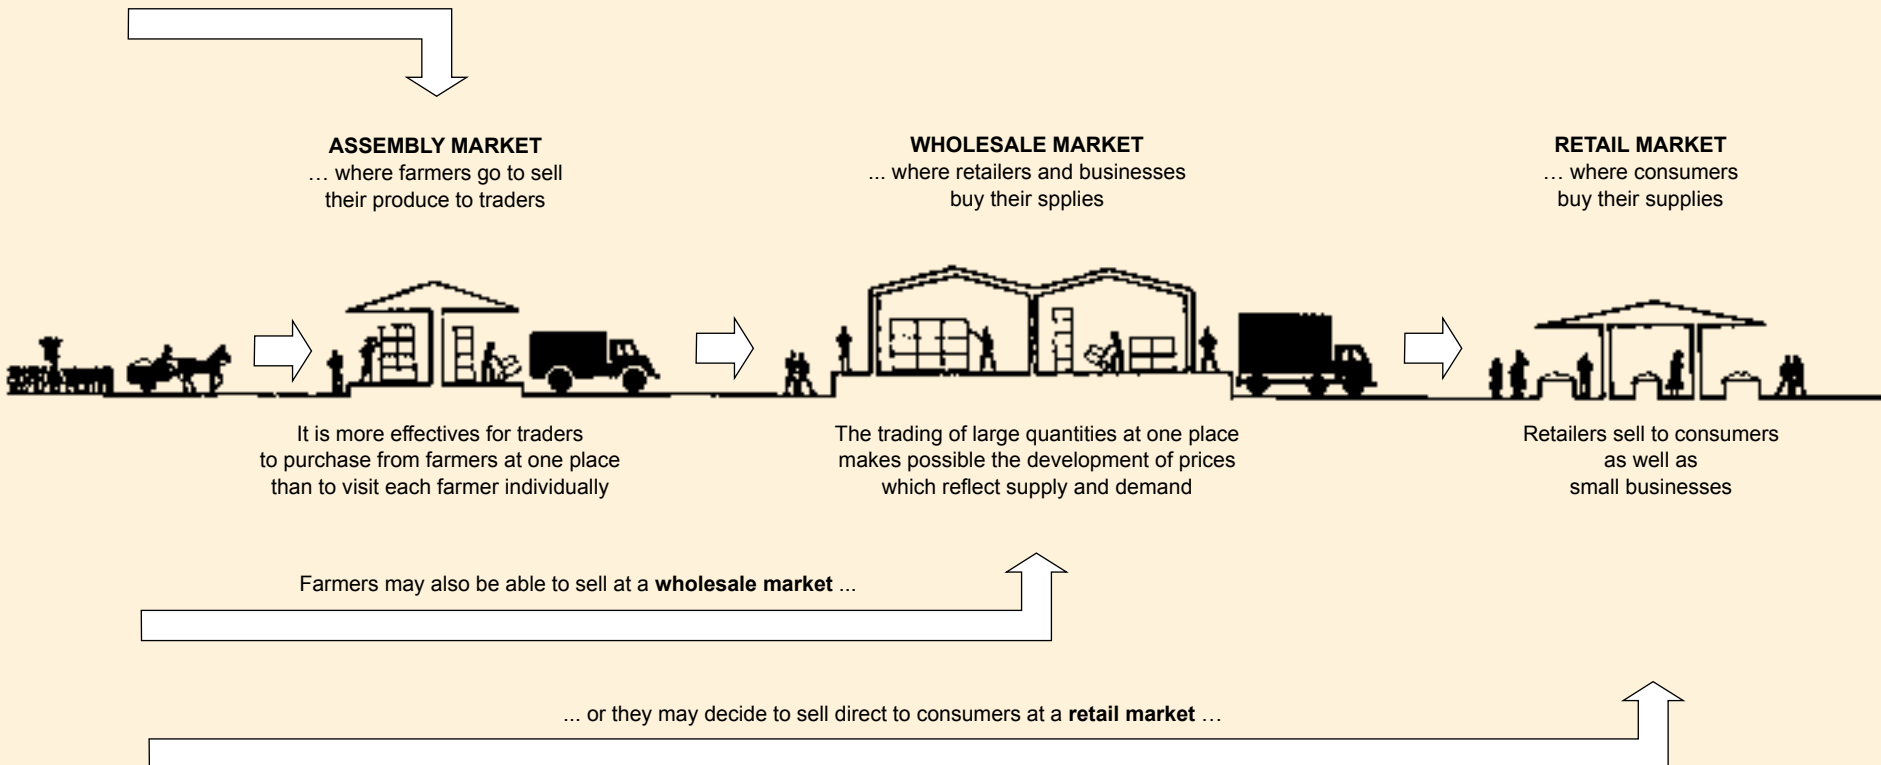 ASSEMBLY MARKET
… where farmers go to sell
their produce to traders
WHOLESALE MARKET
... where retailers and businesses
buy their spplies
RETAIL MARKET
… where consumers
buy their supplies
It is more effectives for traders
to purchase from farmers at one place
than to visit each farmer individually
The trading of large quantities at one place
makes possible the development of prices
which reflect supply and demand
Retailers sell to consumers
as well as
small businesses
Farmers may also be able to sell at a wholesale market ...
... or they may decide to sell direct to consumers at a retail market …